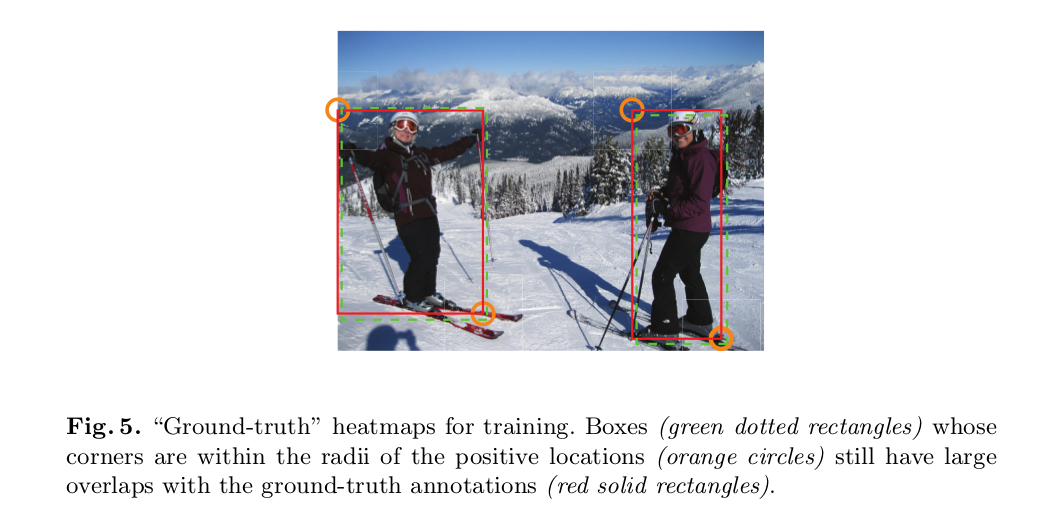 Fig. 5. “Ground-truth” heatmaps for training. Boxes (green dotted rectangles) whose
corners are within the radii of the positive locations (orange circles) still have large
overlaps with the ground-truth annotations (red solid rectangles).